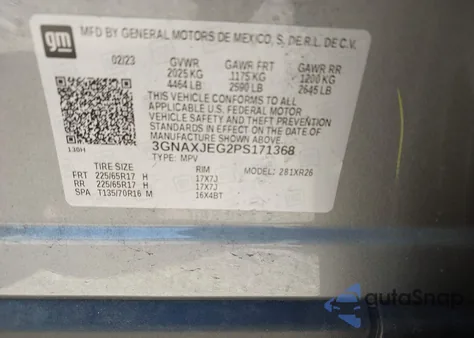 gm
MFD BY GENERAL MOTORS DE MEXICO, S. DE R.L. DE C.V.
02/23 GVWR GAWR FRT GAWR RR
2025 KG 1175 KG 1200 KG
4464 LB 2590 LB 2645 LB
THIS VEHICLE CONFORMS TO ALL
APPLICABLE U.S. FEDERAL MOTOR
VEHICLE SAFETY AND THEFT PREVENTION
STANDARDS IN EFFECT ON THE DATE OF
MANUFACTURE SHOWN ABOVE.
138H 3GNAXJEG2PS171368
TYPE: MPV
TIRE SIZE RIM MODEL: 281XR26
FRT 225/65R17 H 17X7J
RR 225/65R17 H 17X7J
SPA T135/70R16 M 16X4BT
autoSnap